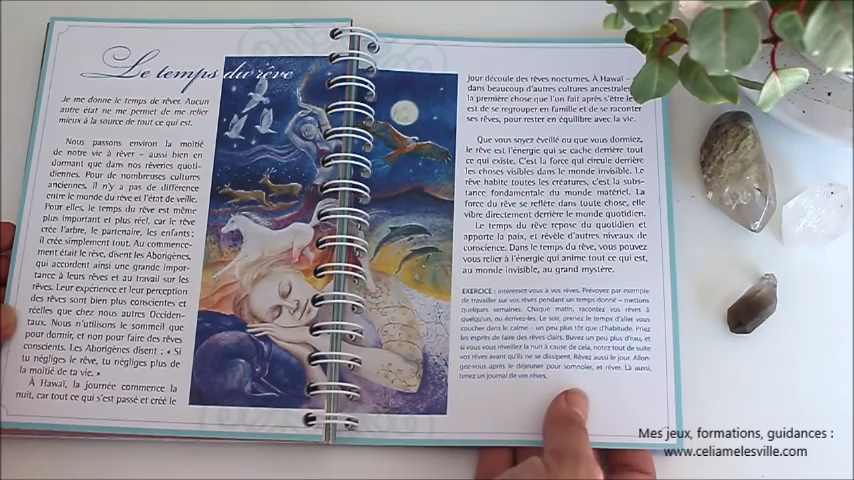 Le temps du rêve
Je me donne le temps de rêver. Aucun
autre état ne me permet de me relier
mieux à la source de tout ce qui est.
Nous passons environ la moitié
de notre vie à rêver – aussi bien en
dormant que dans nos rêveries quoti-
diennes. Pour de nombreuses cultures
anciennes, il n'y a pas de différence
entre le monde du rêve et l'état de veille.
Pour elles, le temps du rêve est même
plus important et plus réel, car le rêve
crée l'arbre, le partenaire, les enfants ;
il crée simplement tout. Au commence-
ment était le rêve, disent les Aborigènes,
qui accordent ainsi une grande impor-
tance à leurs rêves et au travail sur les
rêves. Leur expérience et leur perception
des rêves sont bien plus conscientes et
réelles que chez nous autres Occiden-
taux. Nous n'utilisons le sommeil que
pour dormir, et non pour faire des rêves
conscients. Les Aborigènes disent : « Si
tu négliges le rêve, tu négliges plus de
la moitié de ta vie. »
À Hawaï, la journée commence la
nuit, car tout ce qui s'est passé et créé le
jour découle des rêves nocturnes. À Hawaï –
dans beaucoup d'autres cultures ancestrales
la première chose que l'on fait après s'être
est de se regrouper en famille et de se raconter
ses rêves, pour rester en équilibre avec la vie.
Que vous soyez éveillé ou que vous dormiez,
le rêve est l'énergie qui se cache derrière tout
ce qui existe. C'est la force qui circule derrière
les choses visibles dans le monde invisible. Le
rêve habite toutes les créatures, c'est la subs-
tance fondamentale du monde matériel. La
force du rêve se reflète dans toute chose, elle
vibre directement derrière le monde quotidien.
Le temps du rêve repose du quotidien et
apporte la paix, et révèle d'autres niveaux de
conscience. Dans le temps du rêve, vous pouvez
vous relier à l'énergie qui anime tout ce qui est,
au monde invisible, au grand mystère.
EXERCICE : intéressez-vous à vos rêves. Prévoyez par exemple
de travailler sur vos rêves pendant un temps donné – mettons
quelques semaines. Chaque matin, racontez vos rêves à
quelqu'un, ou écrivez-les. Le soir, prenez le temps d'aller vous
coucher dans le calme – un peu plus tôt que d'habitude. Priez
les esprits de faire des rêves clairs. Buvez un peu plus d'eau, et
si vous vous réveillez la nuit à cause de cela, notez tout de suite
vos rêves avant qu'ils ne se dissipent. Rêvez aussi le jour. Allon-
gez-vous après le déjeuner pour somnoler, et rêver. Là aussi,
tenez un journal de vos rêves.
Mes jeux, formations, guidances :
www.celiamelesville.com